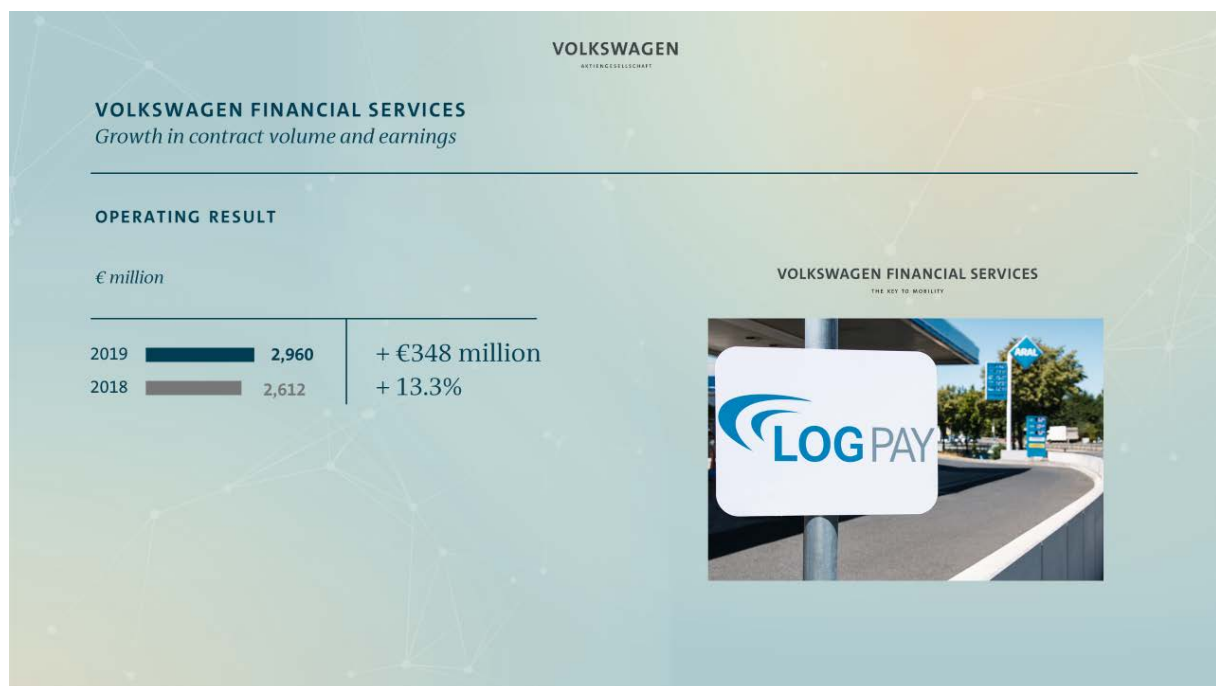 VOLKSWAGEN
AKTIENGESELLSCHAFT
VOLKSWAGEN FINANCIAL SERVICES
Growth in contract volume and earnings
OPERATING RESULT
€ million
2019 2,960 + €348 million
2018 2,612 + 13.3%
VOLKSWAGEN FINANCIAL SERVICES
THE KEY TO MOBILITY
ARAL
LOGPAY